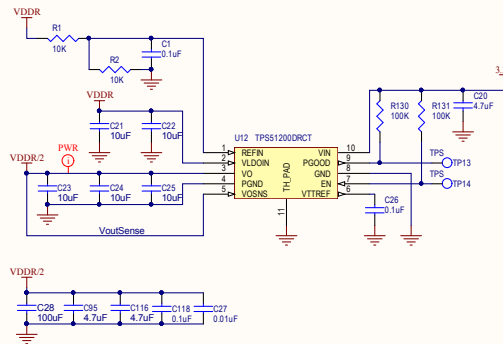 VDDR
R1
10K
R2
10K
C1
0.1uF
VDDR
C21
10uF
C22
10uF
VDDR/2
PWR
i
C23
10uF
C24
10uF
C25
10uF
VoutSense
U12 TPS51200DRCT
1 REFIN VIN 10
2 VLDOIN PGOOD 9
3 VO GND 8
4 PGND EN 7
5 VOSNS VTTREF 6
TH_PAD
11
R130
100K
R131
100K
C20
4.7uF
3_
TPS
TP13
TPS
TP14
C26
0.1uF
VDDR/2
C28
100uF
C95
4.7uF
C116
4.7uF
C118
0.1uF
C27
0.01uF